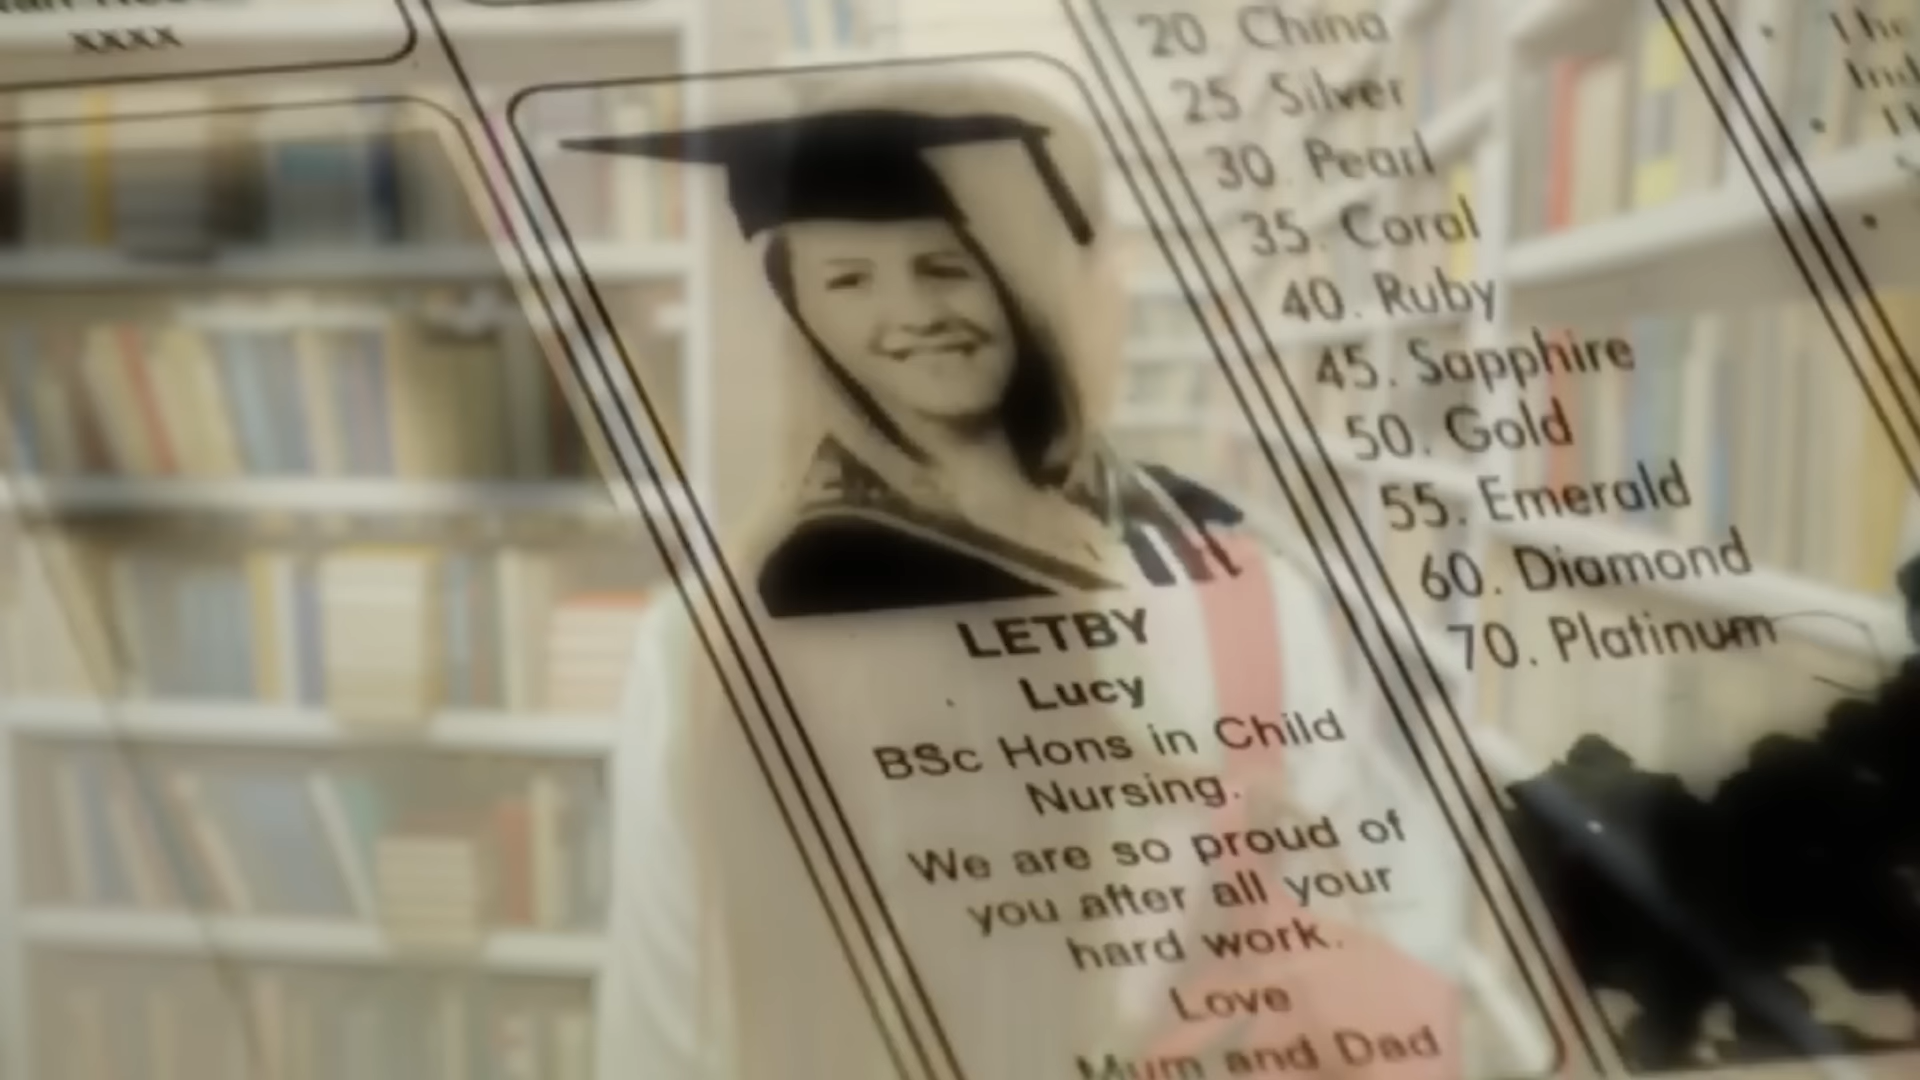 xxxx
LETBY
Lucy
BSc Hons in Child
Nursing.
We are so proud of
you after all your
hard work.
Love
Mum and Dad
20. China
25. Silver
30. Pearl
35. Coral
40. Ruby
45. Sapphire
50. Gold
55. Emerald
60. Diamond
70. Platinum